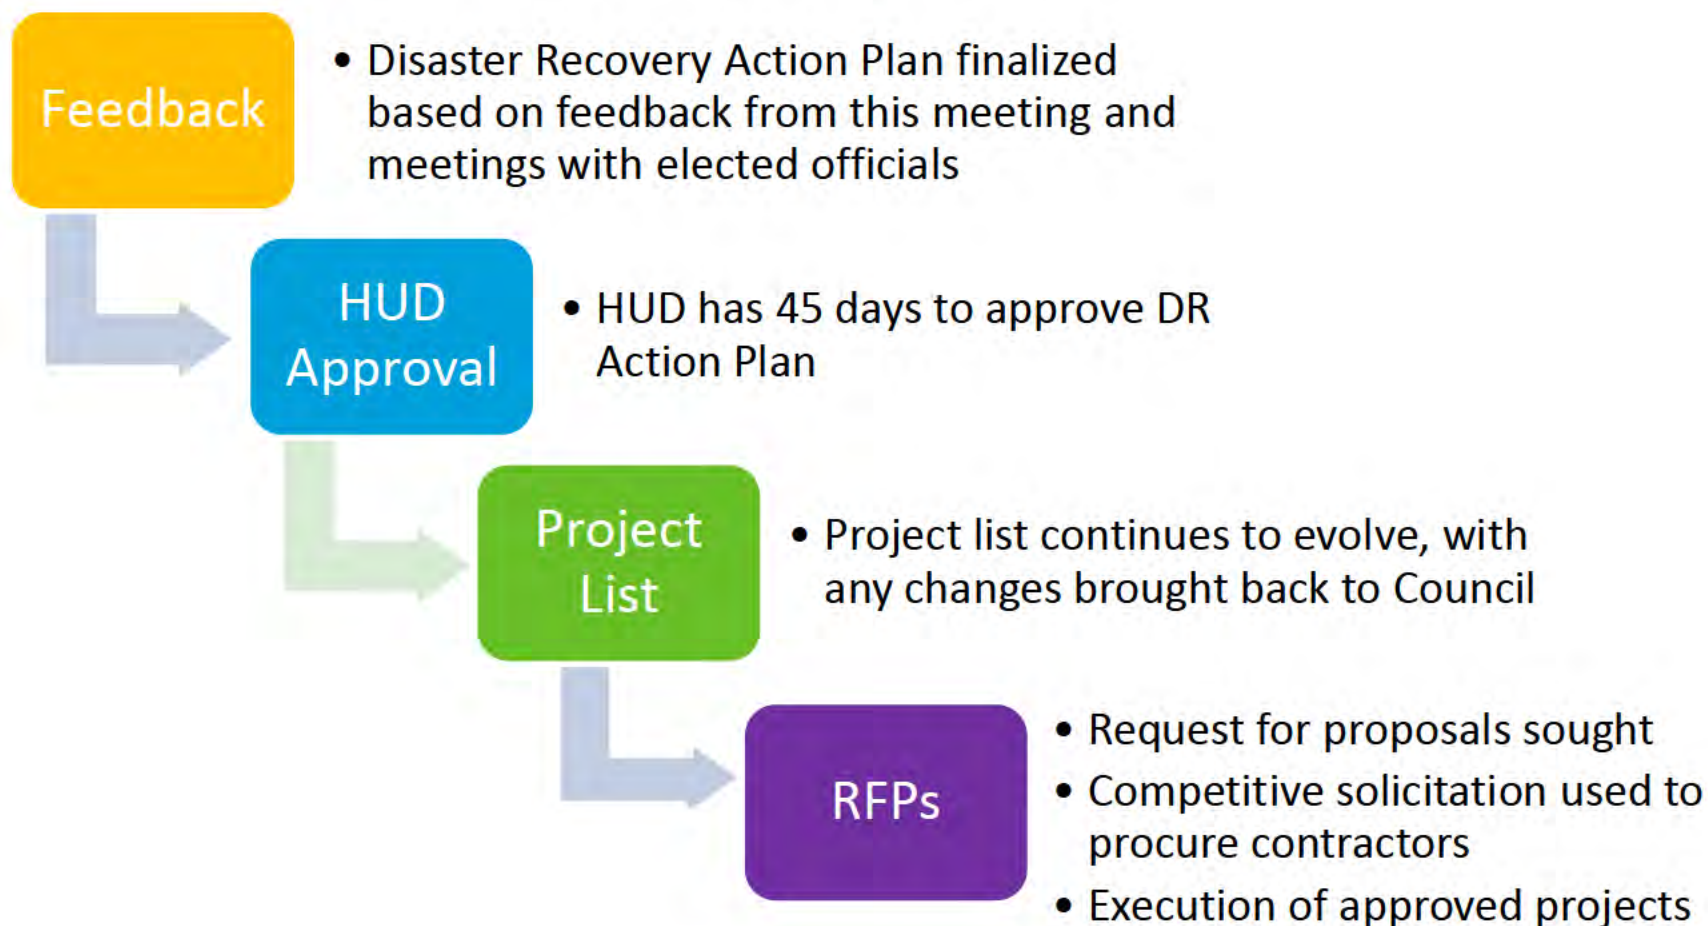 Feedback
• Disaster Recovery Action Plan finalized
based on feedback from this meeting and
meetings with elected officials
HUD
Approval
• HUD has 45 days to approve DR
Action Plan
Project
List
• Project list continues to evolve, with
any changes brought back to Council
RFPs
• Request for proposals sought
• Competitive solicitation used to
procure contractors
• Execution of approved projects